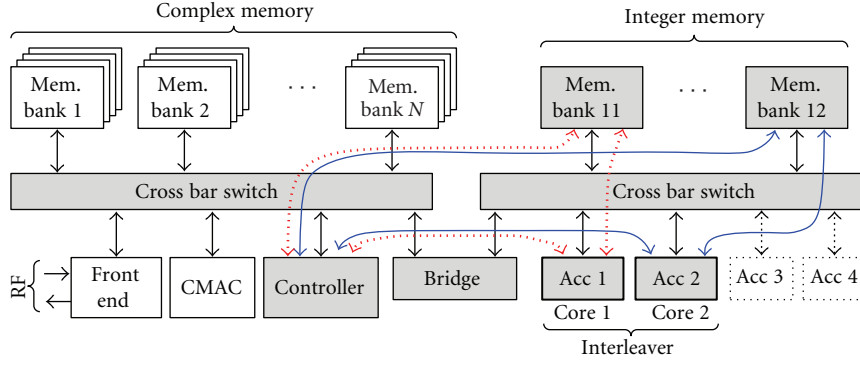 Complex memory
Integer memory
Mem.
bank 1
Mem.
bank 2
. . .
Mem.
bank N
Mem.
bank 11
. . .
Mem.
bank 12
Cross bar switch
Cross bar switch
RF
Front
end
CMAC
Controller
Bridge
Acc 1
Acc 2
Acc 3
Acc 4
Core 1
Core 2
Interleaver